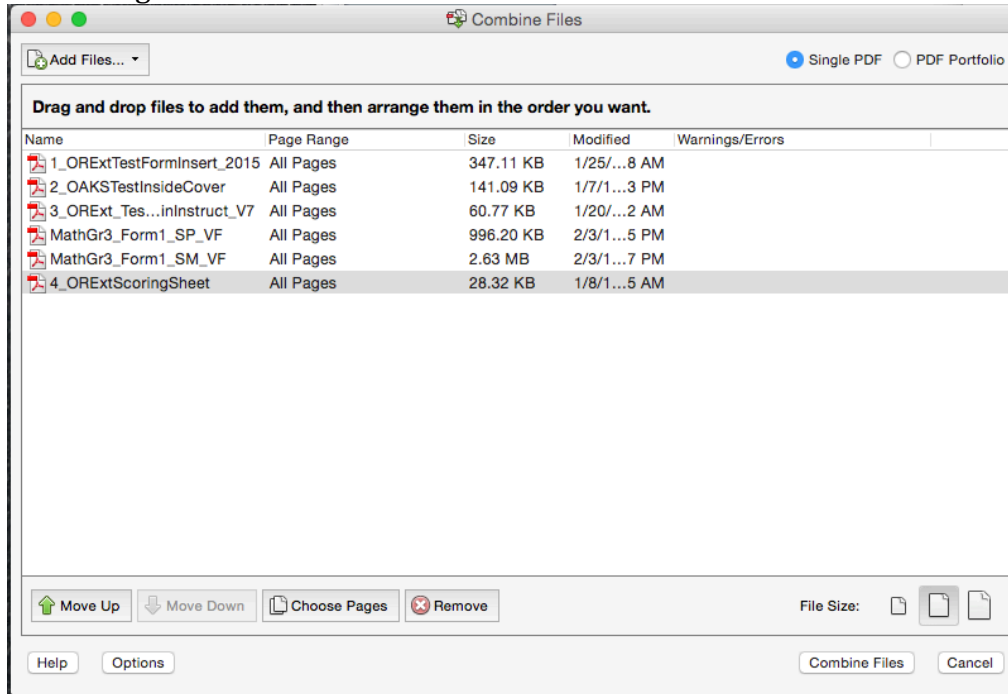 Combine Files
Add Files... Single PDF PDF Portfolio
Drag and drop files to add them, and then arrange them in the order you want.
Name Page Range Size Modified Warnings/Errors
1_ORExtTestFormInsert_2015 All Pages 347.11 KB 1/25/...8 AM
2_OAKSTestInsideCover All Pages 141.09 KB 1/7/1...3 PM
3_ORExt_Tes...inInstruct_V7 All Pages 60.77 KB 1/20/...2 AM
MathGr3_Form1_SP_VF All Pages 996.20 KB 2/3/1...5 PM
MathGr3_Form1_SM_VF All Pages 2.63 MB 2/3/1...7 PM
4_ORExtScoringSheet All Pages 28.32 KB 1/8/1...5 AM
Move Up Move Down Choose Pages Remove File Size:
Help Options Combine Files Cancel